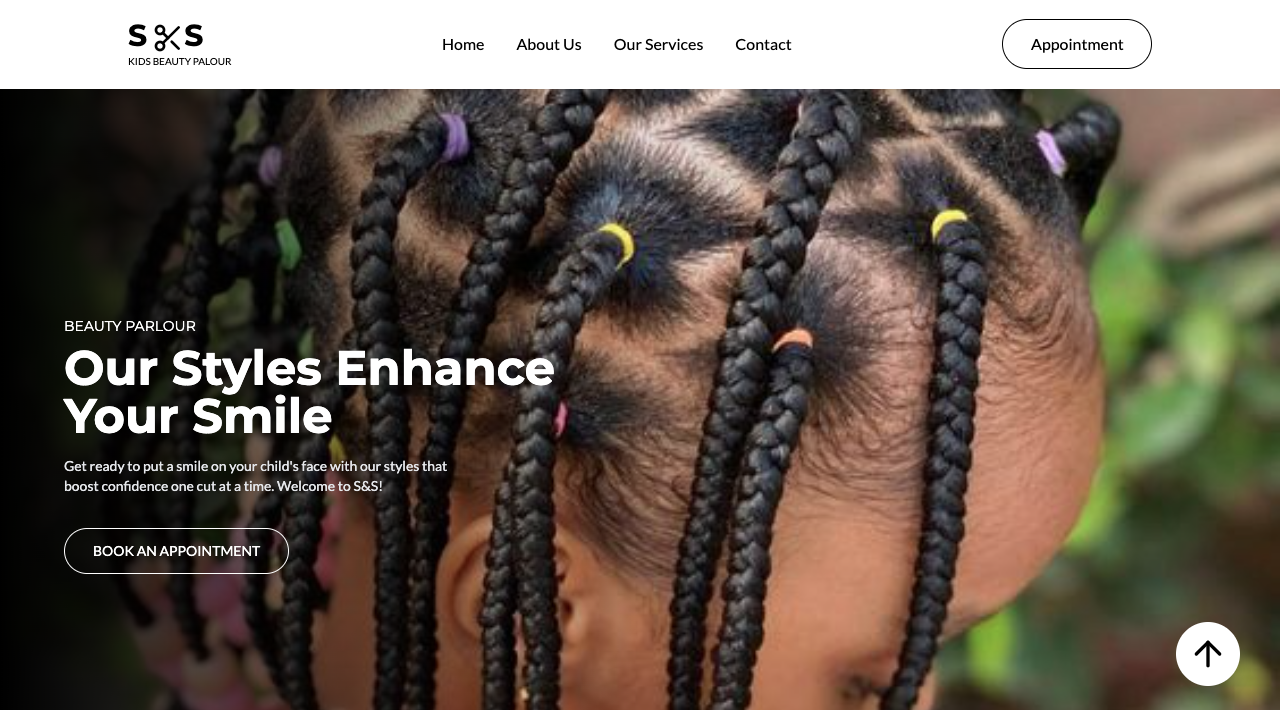 S S
KIDS BEAUTY PALOUR
Home
About Us
Our Services
Contact
Appointment
BEAUTY PARLOUR
Our Styles Enhance
Your Smile
Get ready to put a smile on your child's face with our styles that
boost confidence one cut at a time. Welcome to S&S!
BOOK AN APPOINTMENT